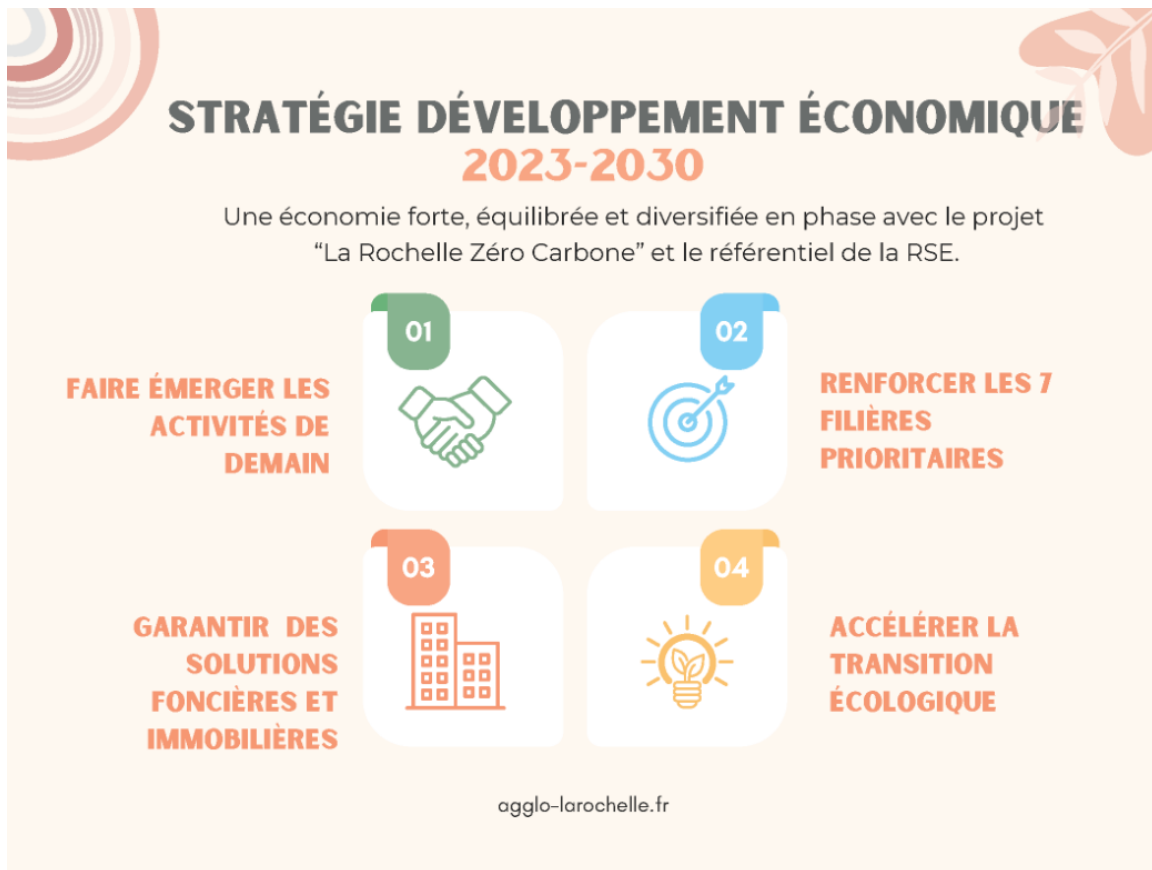 STRATÉGIE DÉVELOPPEMENT ÉCONOMIQUE
2023-2030
Une économie forte, équilibrée et diversifiée en phase avec le projet
“La Rochelle Zéro Carbone” et le référentiel de la RSE.
01
FAIRE ÉMERGER LES
ACTIVITÉS DE
DEMAIN
02
RENFORCER LES 7
FILIÈRES
PRIORITAIRES
03
GARANTIR DES
SOLUTIONS
FONCIÈRES ET
IMMOBILIÈRES
04
ACCÉLÉRER LA
TRANSITION
ÉCOLOGIQUE
agglo-larochelle.fr